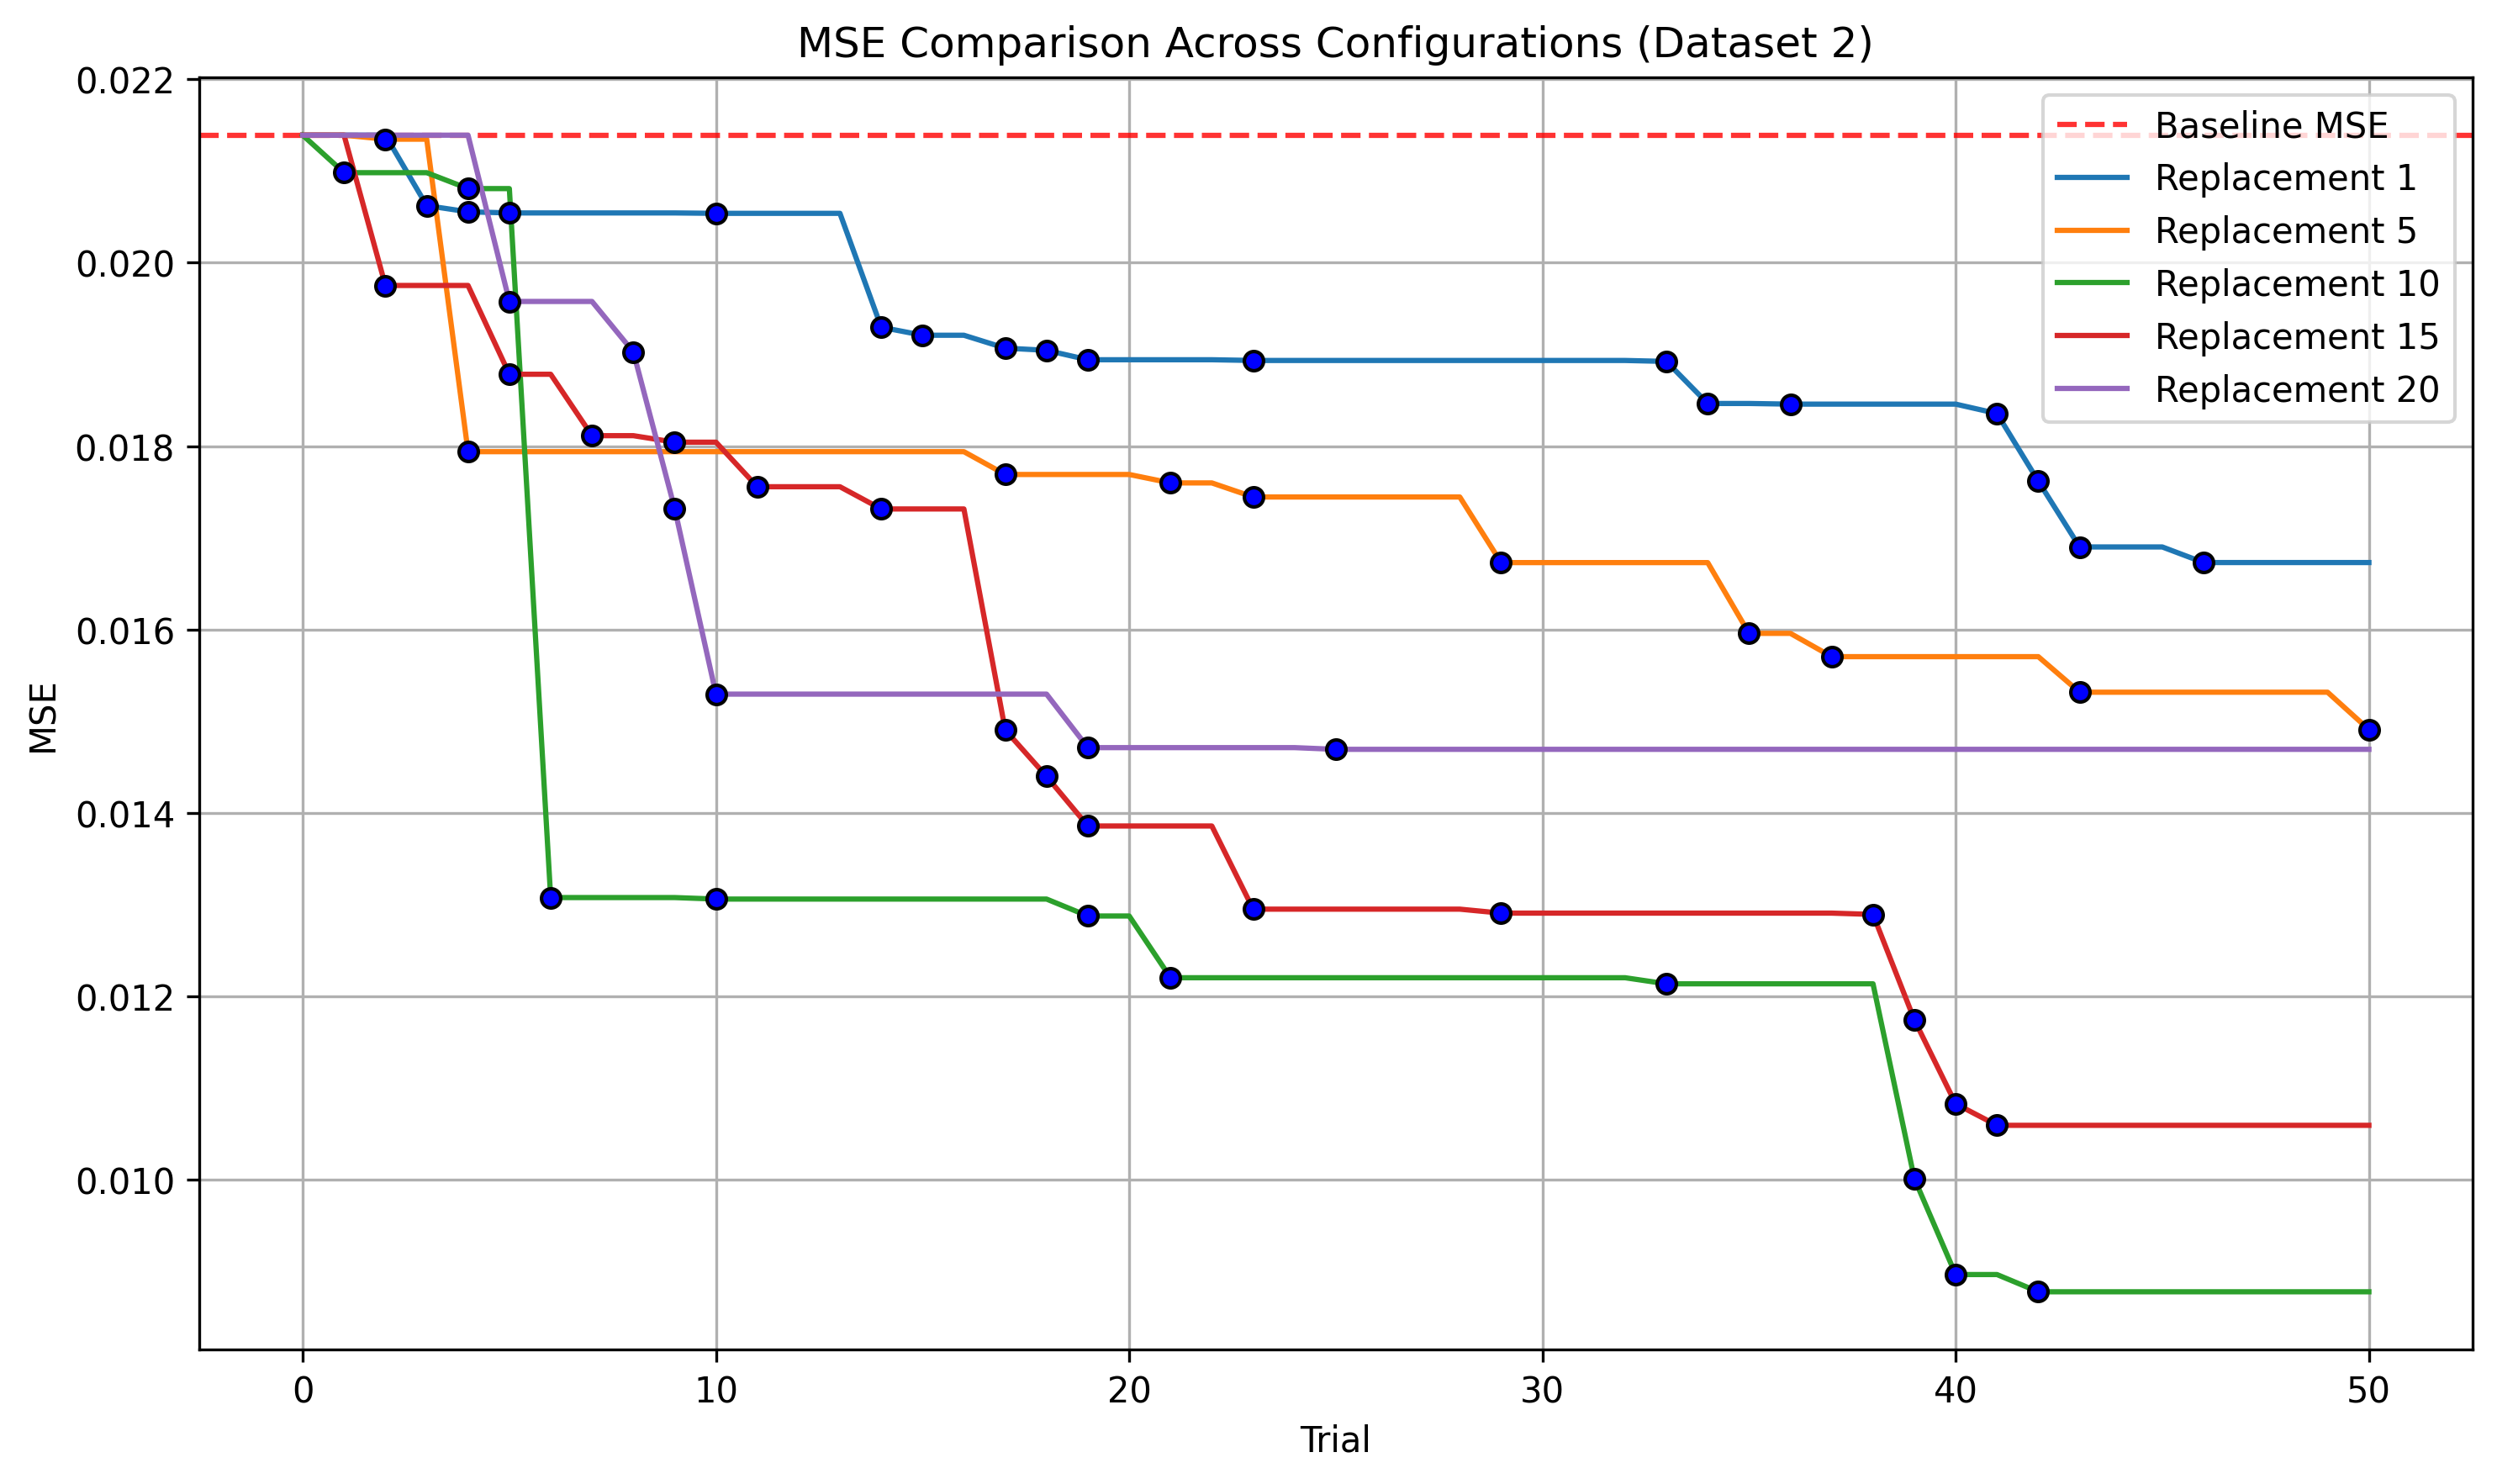 MSE Comparison Across Configurations (Dataset 2)
0.022
0.020
0.018
0.016
0.014
0.012
0.010
MSE
Baseline MSE
Replacement 1
Replacement 5
Replacement 10
Replacement 15
Replacement 20
0 10 20 30 40 50
Trial